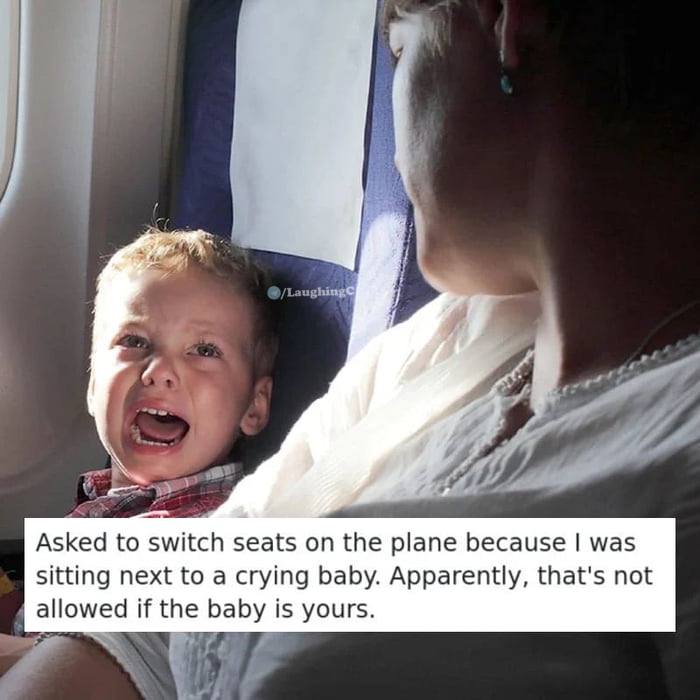 /LaughingC
Asked to switch seats on the plane because I was
sitting next to a crying baby. Apparently, that's not
allowed if the baby is yours.